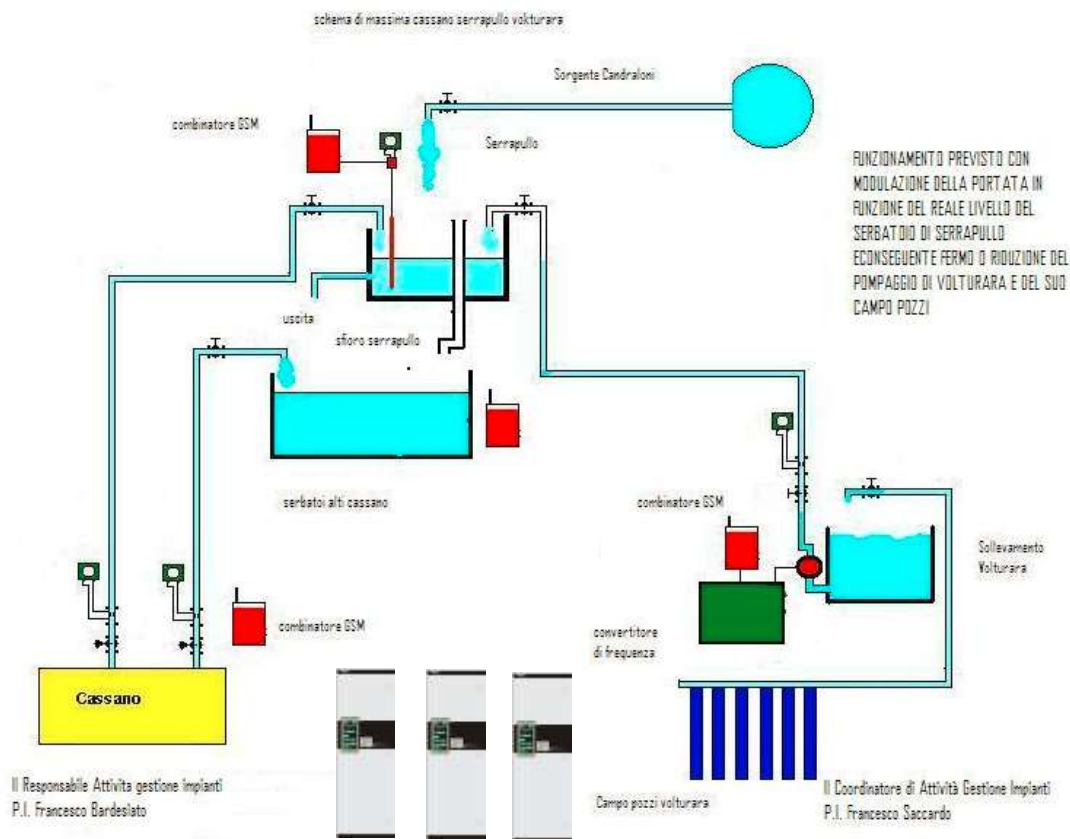 schema di massima cassano serrapullo vokturara
Sorgente Candraloni
combinatore GSM
Serrapullo
FUNZIONAMENTO PREVISTO CON
MODULAZIONE DELLA PORTATA IN
FUNZIONE DEL REALE LIVELLO DEL
SERBATOIO DI SERRAPULLO
ECONSEGUENTE FERMO O RIDUZIONE DEL
POMPAGGIO DI VOLTURARA E DEL SUO
CAMPO POZZI
uscita
sfioro serrapullo
serbatoi alti cassano
combinatore GSM
Sollevamento
Volturara
combinatore GSM
convertitore
di frequenza
Cassano
Campo pozzi volturara
Il Responsabile Attivita gestione impianti
P.I. Francesco Bardesiato
Il Coordinatore di Attività Gestione Impianti
P.I. Francesco Saccardo